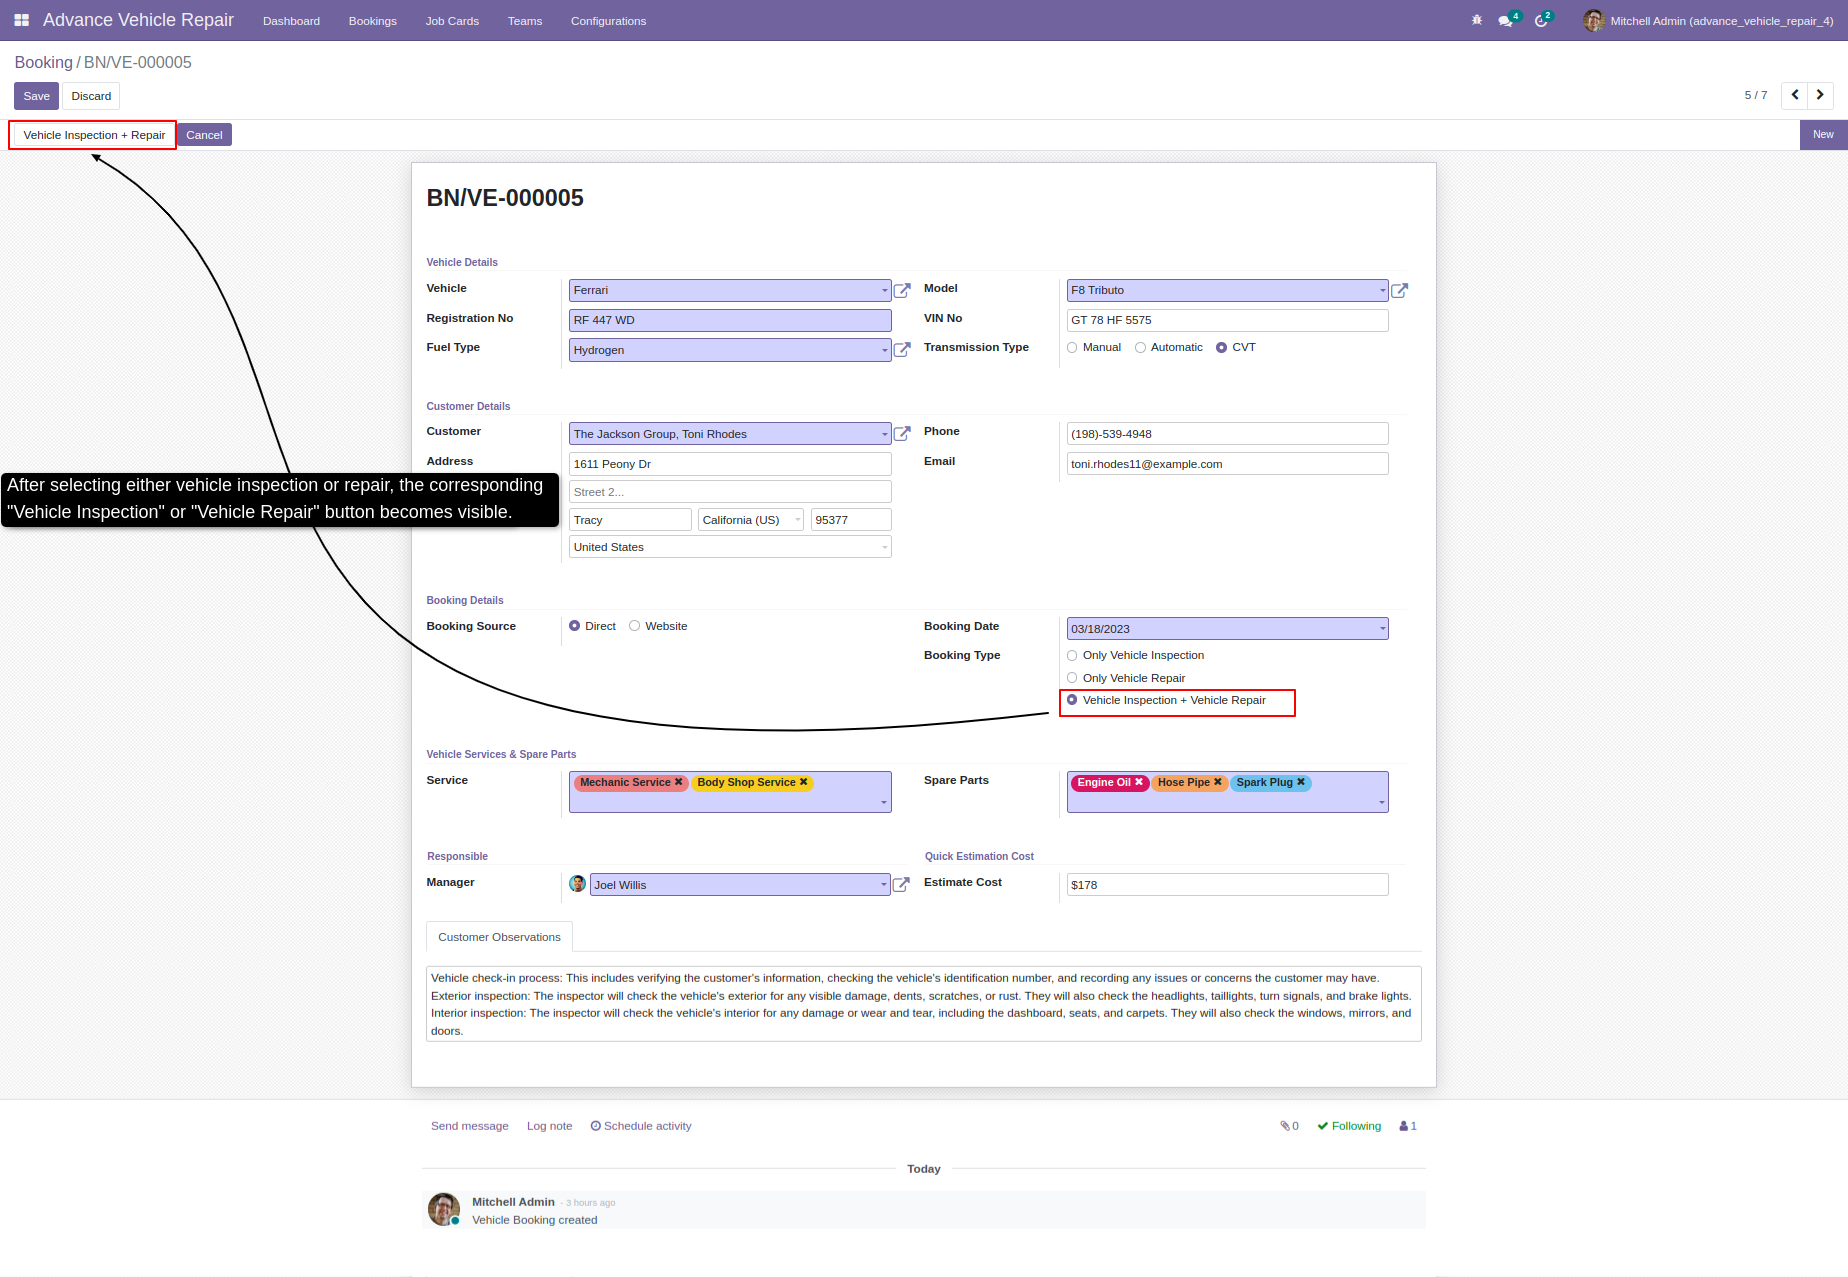 Advance Vehicle Repair Dashboard Bookings Job Cards Teams Configurations 4 2 Mitchell Admin (advance_vehicle_repair_4)
Booking / BN/VE-000005
Save Discard 5 / 7
Vehicle Inspection + Repair Cancel New
BN/VE-000005
Vehicle Details
Vehicle Ferrari Model F8 Tributo
Registration No RF 447 WD VIN No GT 78 HF 5575
Fuel Type Hydrogen Transmission Type Manual Automatic CVT
Customer Details
Customer The Jackson Group, Toni Rhodes Phone (198)-539-4948
Address 1611 Peony Dr Email toni.rhodes11@example.com
After selecting either vehicle inspection or repair, the corresponding
"Vehicle Inspection" or "Vehicle Repair" button becomes visible.
Street 2...
Tracy California (US) 95377
United States
Booking Details
Booking Source Direct Website Booking Date 03/18/2023
Booking Type Only Vehicle Inspection
Only Vehicle Repair
Vehicle Inspection + Vehicle Repair
Vehicle Services & Spare Parts
Service Mechanic Service Body Shop Service Spare Parts Engine Oil Hose Pipe Spark Plug
Responsible Quick Estimation Cost
Manager Joel Willis Estimate Cost $178
Customer Observations
Vehicle check-in process: This includes verifying the customer's information, checking the vehicle's identification number, and recording any issues or concerns the customer may have.
Exterior inspection: The inspector will check the vehicle's exterior for any visible damage, dents, scratches, or rust. They will also check the headlights, taillights, turn signals, and brake lights.
Interior inspection: The inspector will check the vehicle's interior for any damage or wear and tear, including the dashboard, seats, and carpets. They will also check the windows, mirrors, and
doors.
Send message Log note Schedule activity 0 Following 1
Today
Mitchell Admin - 3 hours ago
Vehicle Booking created